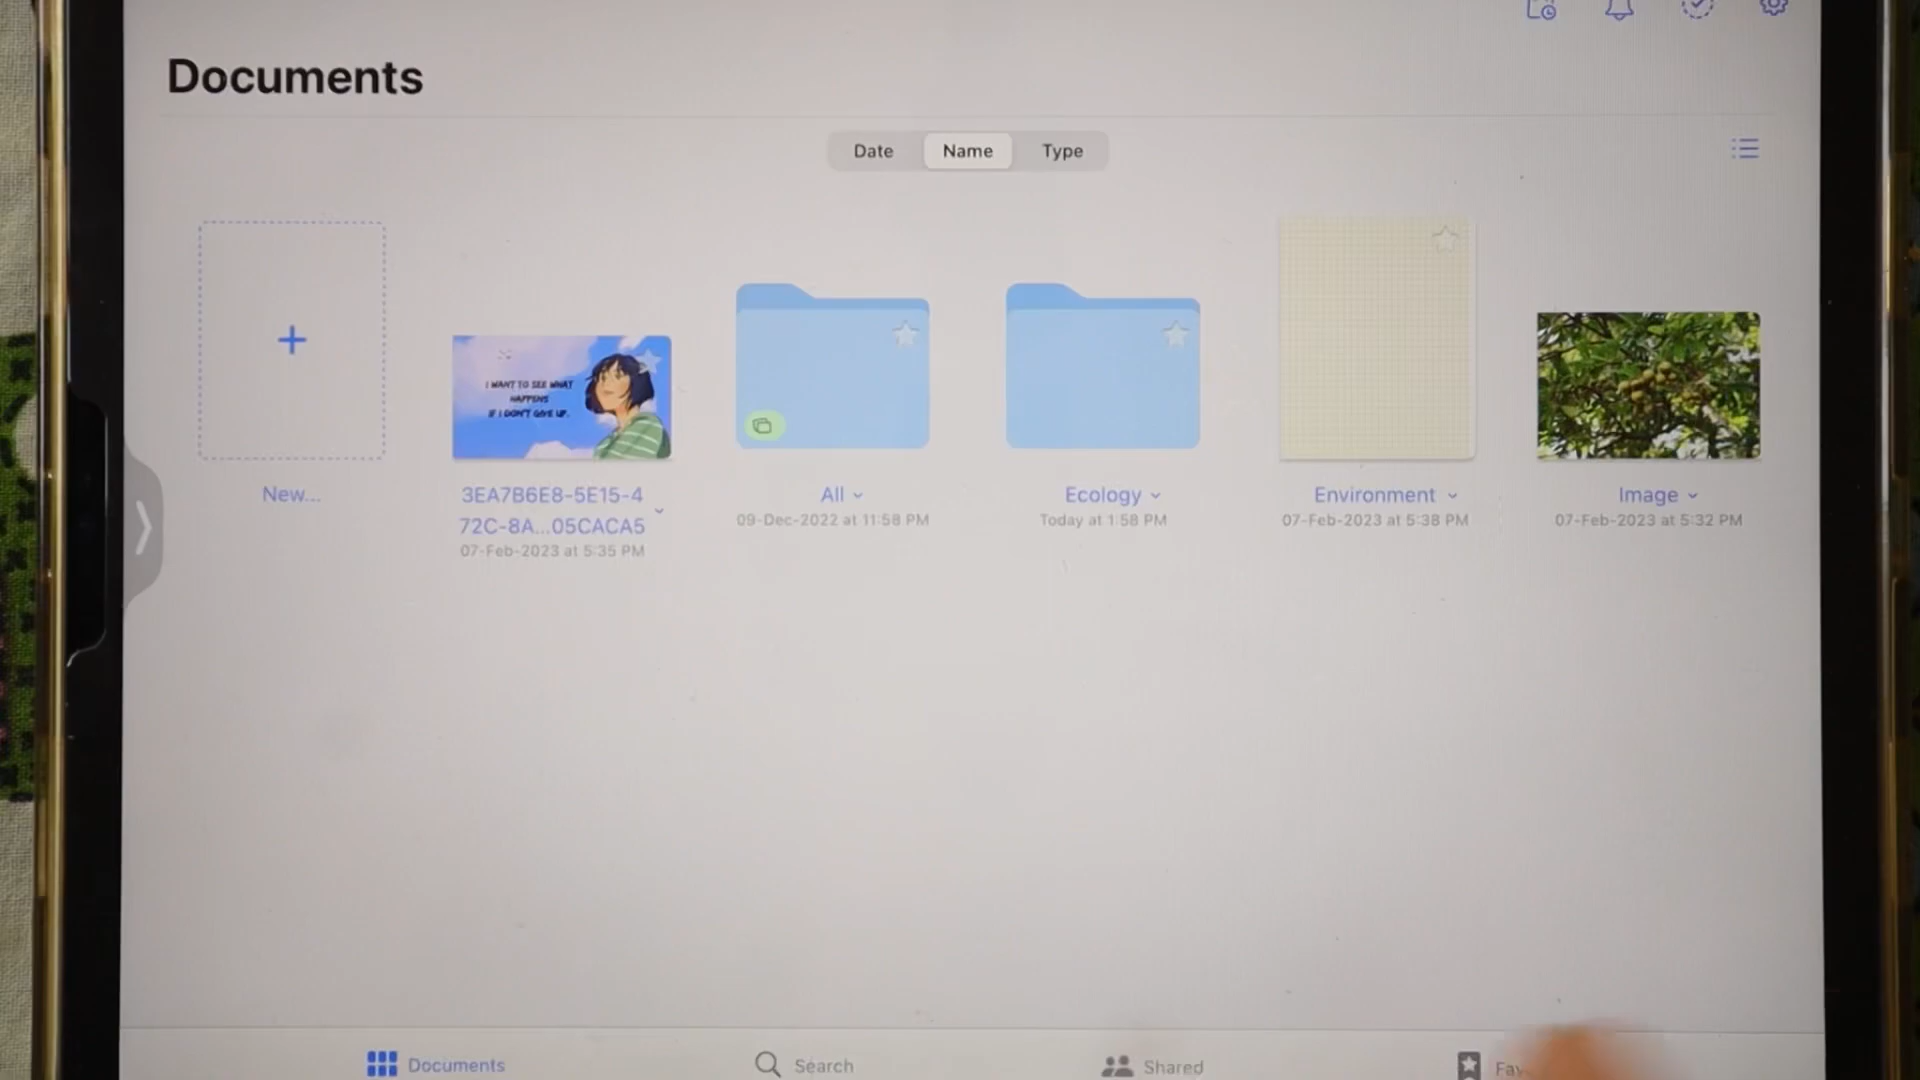 Documents
Date
Name
Type
I WANT TO SEE WHAT
HAPPENS
IF I DON'T GIVE UP.
New...
3EA7B6E8-5E15-4
72C-8A...05CACA5
07-Feb-2023 at 5:35 PM
All
09-Dec-2022 at 11:58 PM
Ecology
Today at 1:58 PM
Environment
07-Feb-2023 at 5:38 PM
Image
07-Feb-2023 at 5:32 PM
Documents
Search
Shared